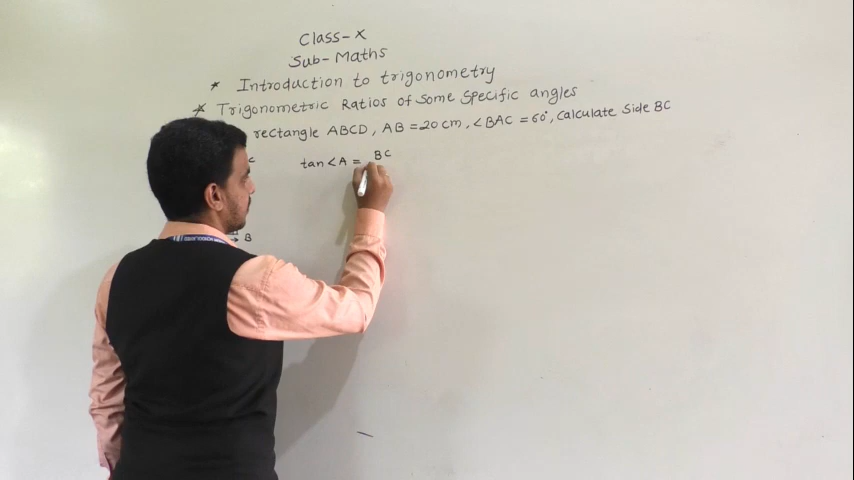 Class-X
Sub-Maths
* Introduction to trigonometry
* Trigonometric Ratios of Some Specific angles
rectangle ABCD, AB = 20 cm, ∠BAC = 60°, Calculate Side BC
C
tan ∠A = BC
B